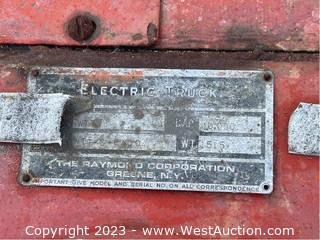 ELECTRIC TRUCK
CAP
WT. 515
THE RAYMOND CORPORATION
GREENE, N.Y.
IMPORTANT GIVE MODEL AND SERIAL NO. ON ALL CORRESPONDENCE
Copyright 2023 - www.WestAuction.com